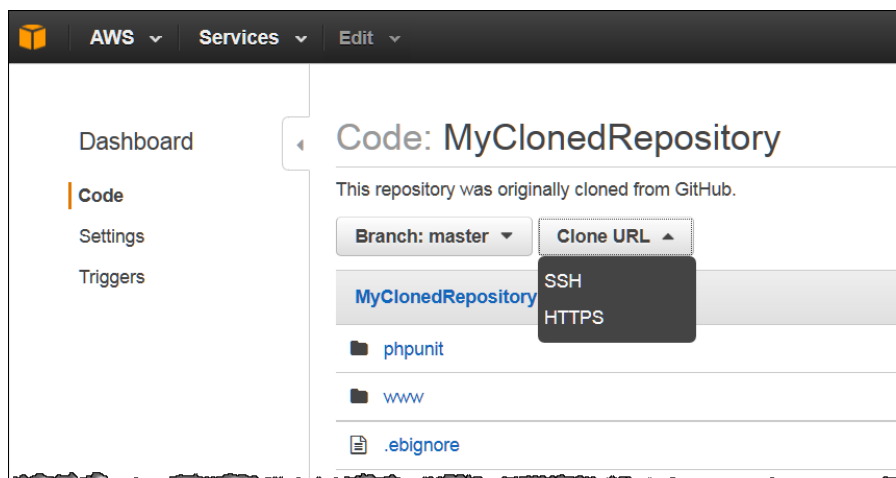 AWS Services Edit
Dashboard
Code
Settings
Triggers
Code: MyClonedRepository
This repository was originally cloned from GitHub.
Branch: master Clone URL
SSH
HTTPS
MyClonedRepository
phpunit
www
.ebignore